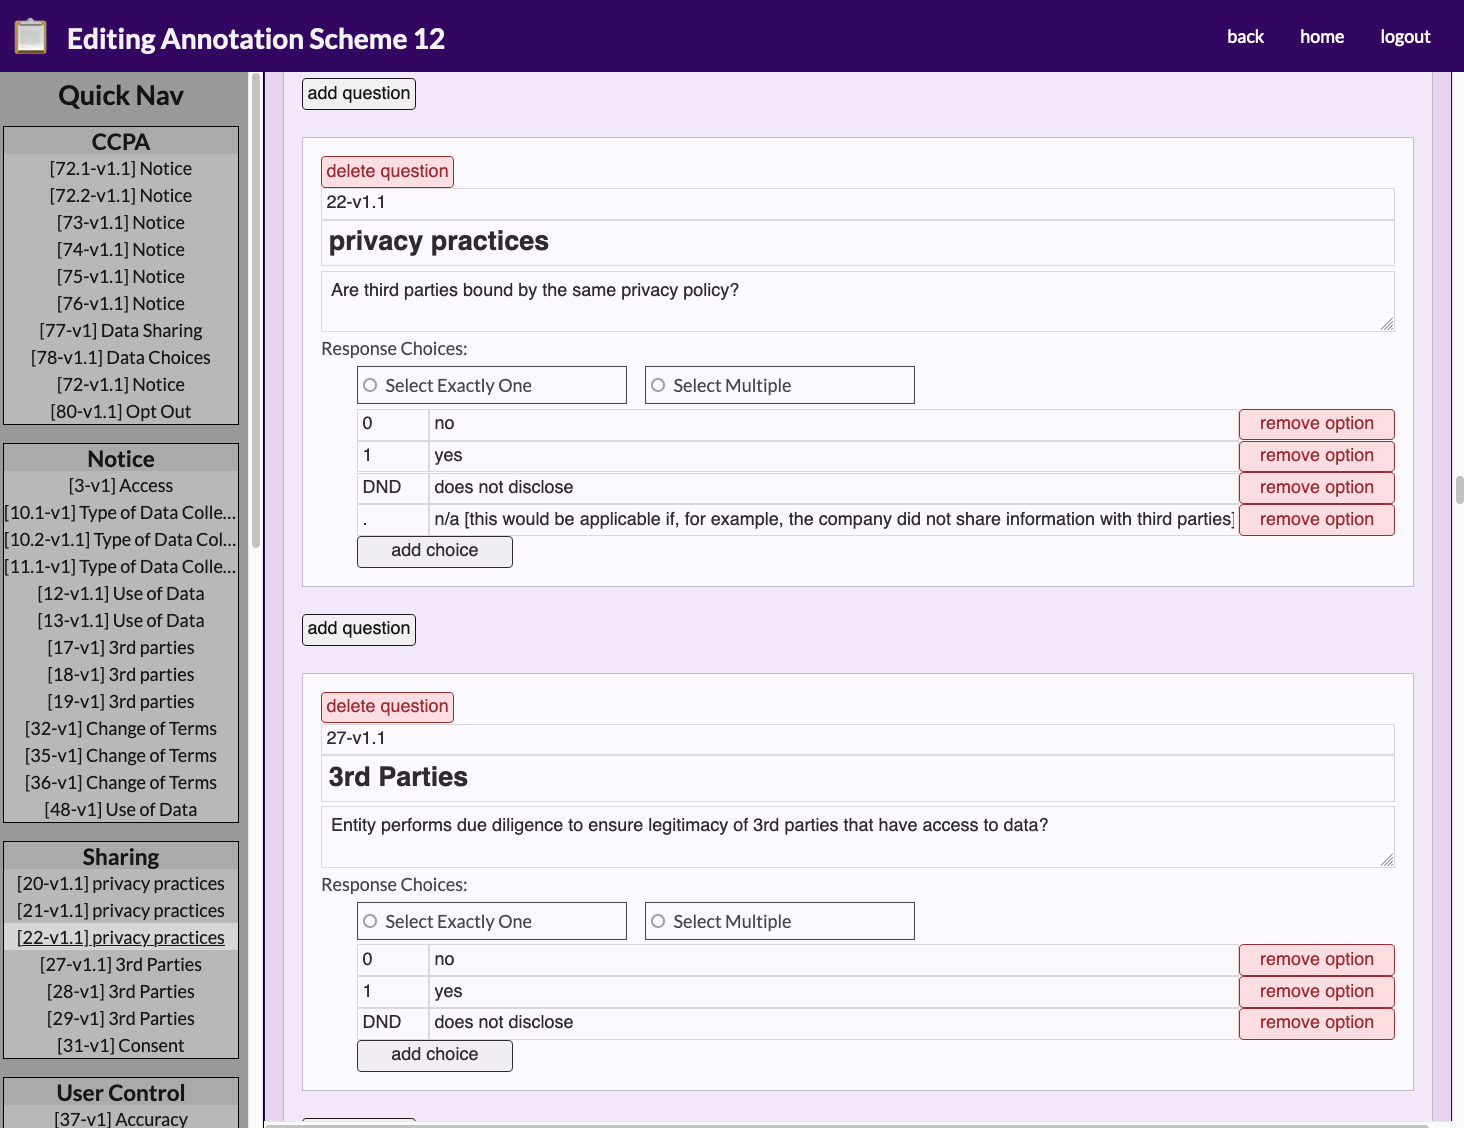 Editing Annotation Scheme 12
back home logout
Quick Nav
CCPA
[72.1-v1.1] Notice
[72.2-v1.1] Notice
[73-v1.1] Notice
[74-v1.1] Notice
[75-v1.1] Notice
[76-v1.1] Notice
[77-v1] Data Sharing
[78-v1.1] Data Choices
[72-v1.1] Notice
[80-v1.1] Opt Out
Notice
[3-v1] Access
[10.1-v1] Type of Data Colle...
[10.2-v1.1] Type of Data Col...
[11.1-v1] Type of Data Colle...
[12-v1.1] Use of Data
[13-v1.1] Use of Data
[17-v1] 3rd parties
[18-v1] 3rd parties
[19-v1] 3rd parties
[32-v1] Change of Terms
[35-v1] Change of Terms
[36-v1] Change of Terms
[48-v1] Use of Data
Sharing
[20-v1.1] privacy practices
[21-v1.1] privacy practices
[22-v1.1] privacy practices
[27-v1.1] 3rd Parties
[28-v1] 3rd Parties
[29-v1] 3rd Parties
[31-v1] Consent
User Control
[37-v1] Accuracy
add question
delete question
22-v1.1
privacy practices
Are third parties bound by the same privacy policy?
Response Choices:
Select Exactly One Select Multiple
0 no remove option
1 yes remove option
DND does not disclose remove option
. n/a [this would be applicable if, for example, the company did not share information with third parties] remove option
add choice
add question
delete question
27-v1.1
3rd Parties
Entity performs due diligence to ensure legitimacy of 3rd parties that have access to data?
Response Choices:
Select Exactly One Select Multiple
0 no remove option
1 yes remove option
DND does not disclose remove option
add choice